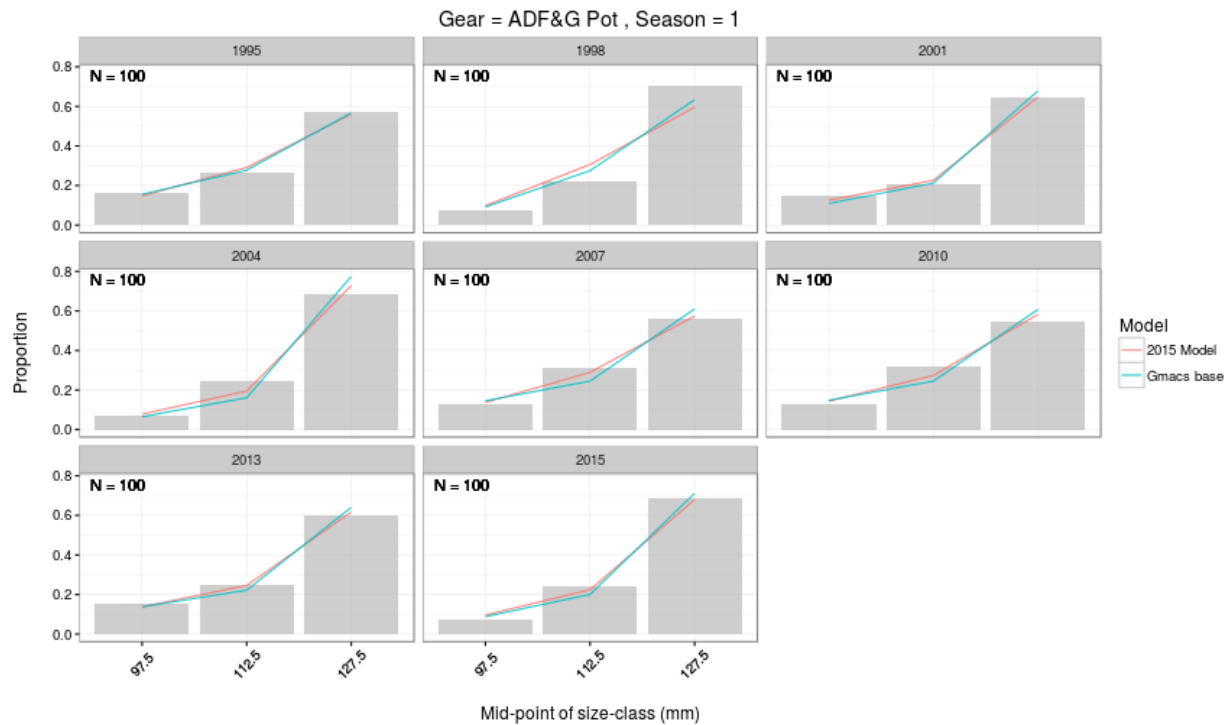 Gear = ADF&G Pot , Season = 1
1995
1998
2001
0.8
0.6
0.4
0.2
0.0
N = 100
N = 100
N = 100
2004
2007
2010
0.8
0.6
0.4
0.2
0.0
N = 100
N = 100
N = 100
2013
2015
0.8
0.6
0.4
0.2
0.0
N = 100
N = 100
97.5
112.5
127.5
97.5
112.5
127.5
Proportion
Mid-point of size-class (mm)
Model
2015 Model
Gmacs base